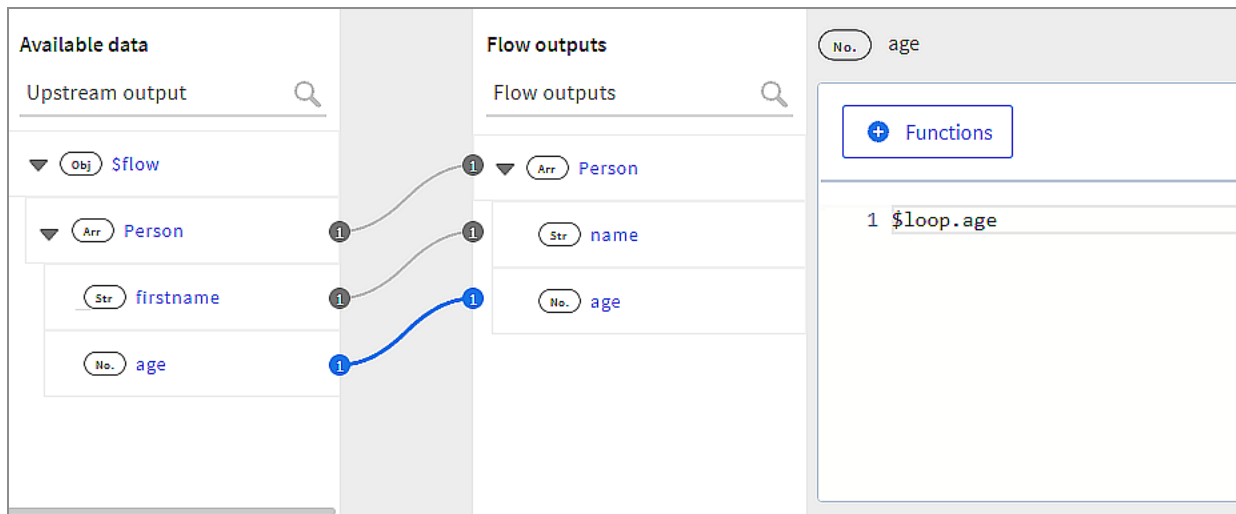 Available data
Upstream output
Obj $flow
Arr Person
1
Str firstname
1
No. age
1
Flow outputs
Flow outputs
1
Arr Person
1
Str name
1
No. age
No. age
Functions
1 $loop.age